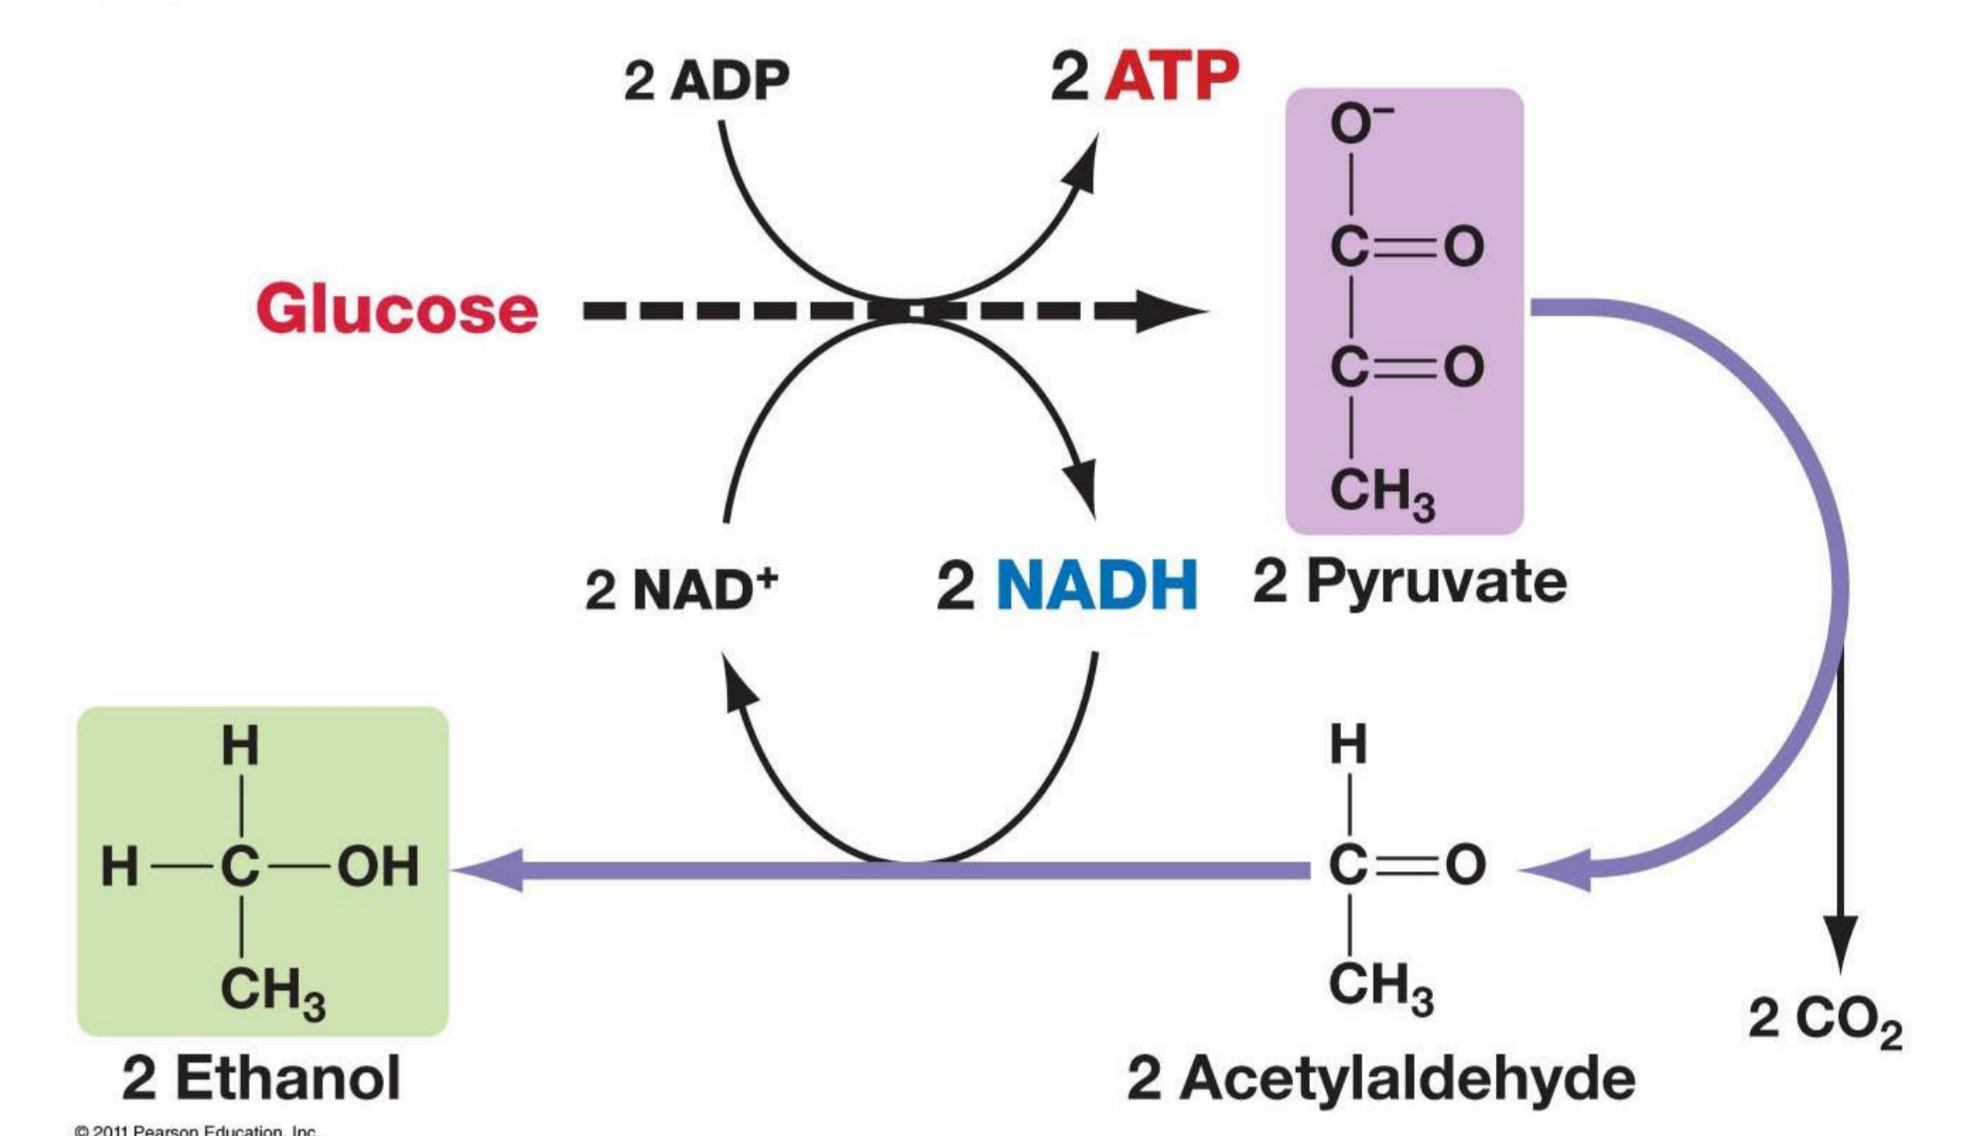 2 ADP
2 ATP
Glucose
O⁻
C=O
C=O
CH₃
2 NAD⁺
2 NADH
2 Pyruvate
H
H—C—OH
CH₃
2 Ethanol
H
C=O
CH₃
2 Acetylaldehyde
2 CO₂
© 2011 Pearson Education, Inc.